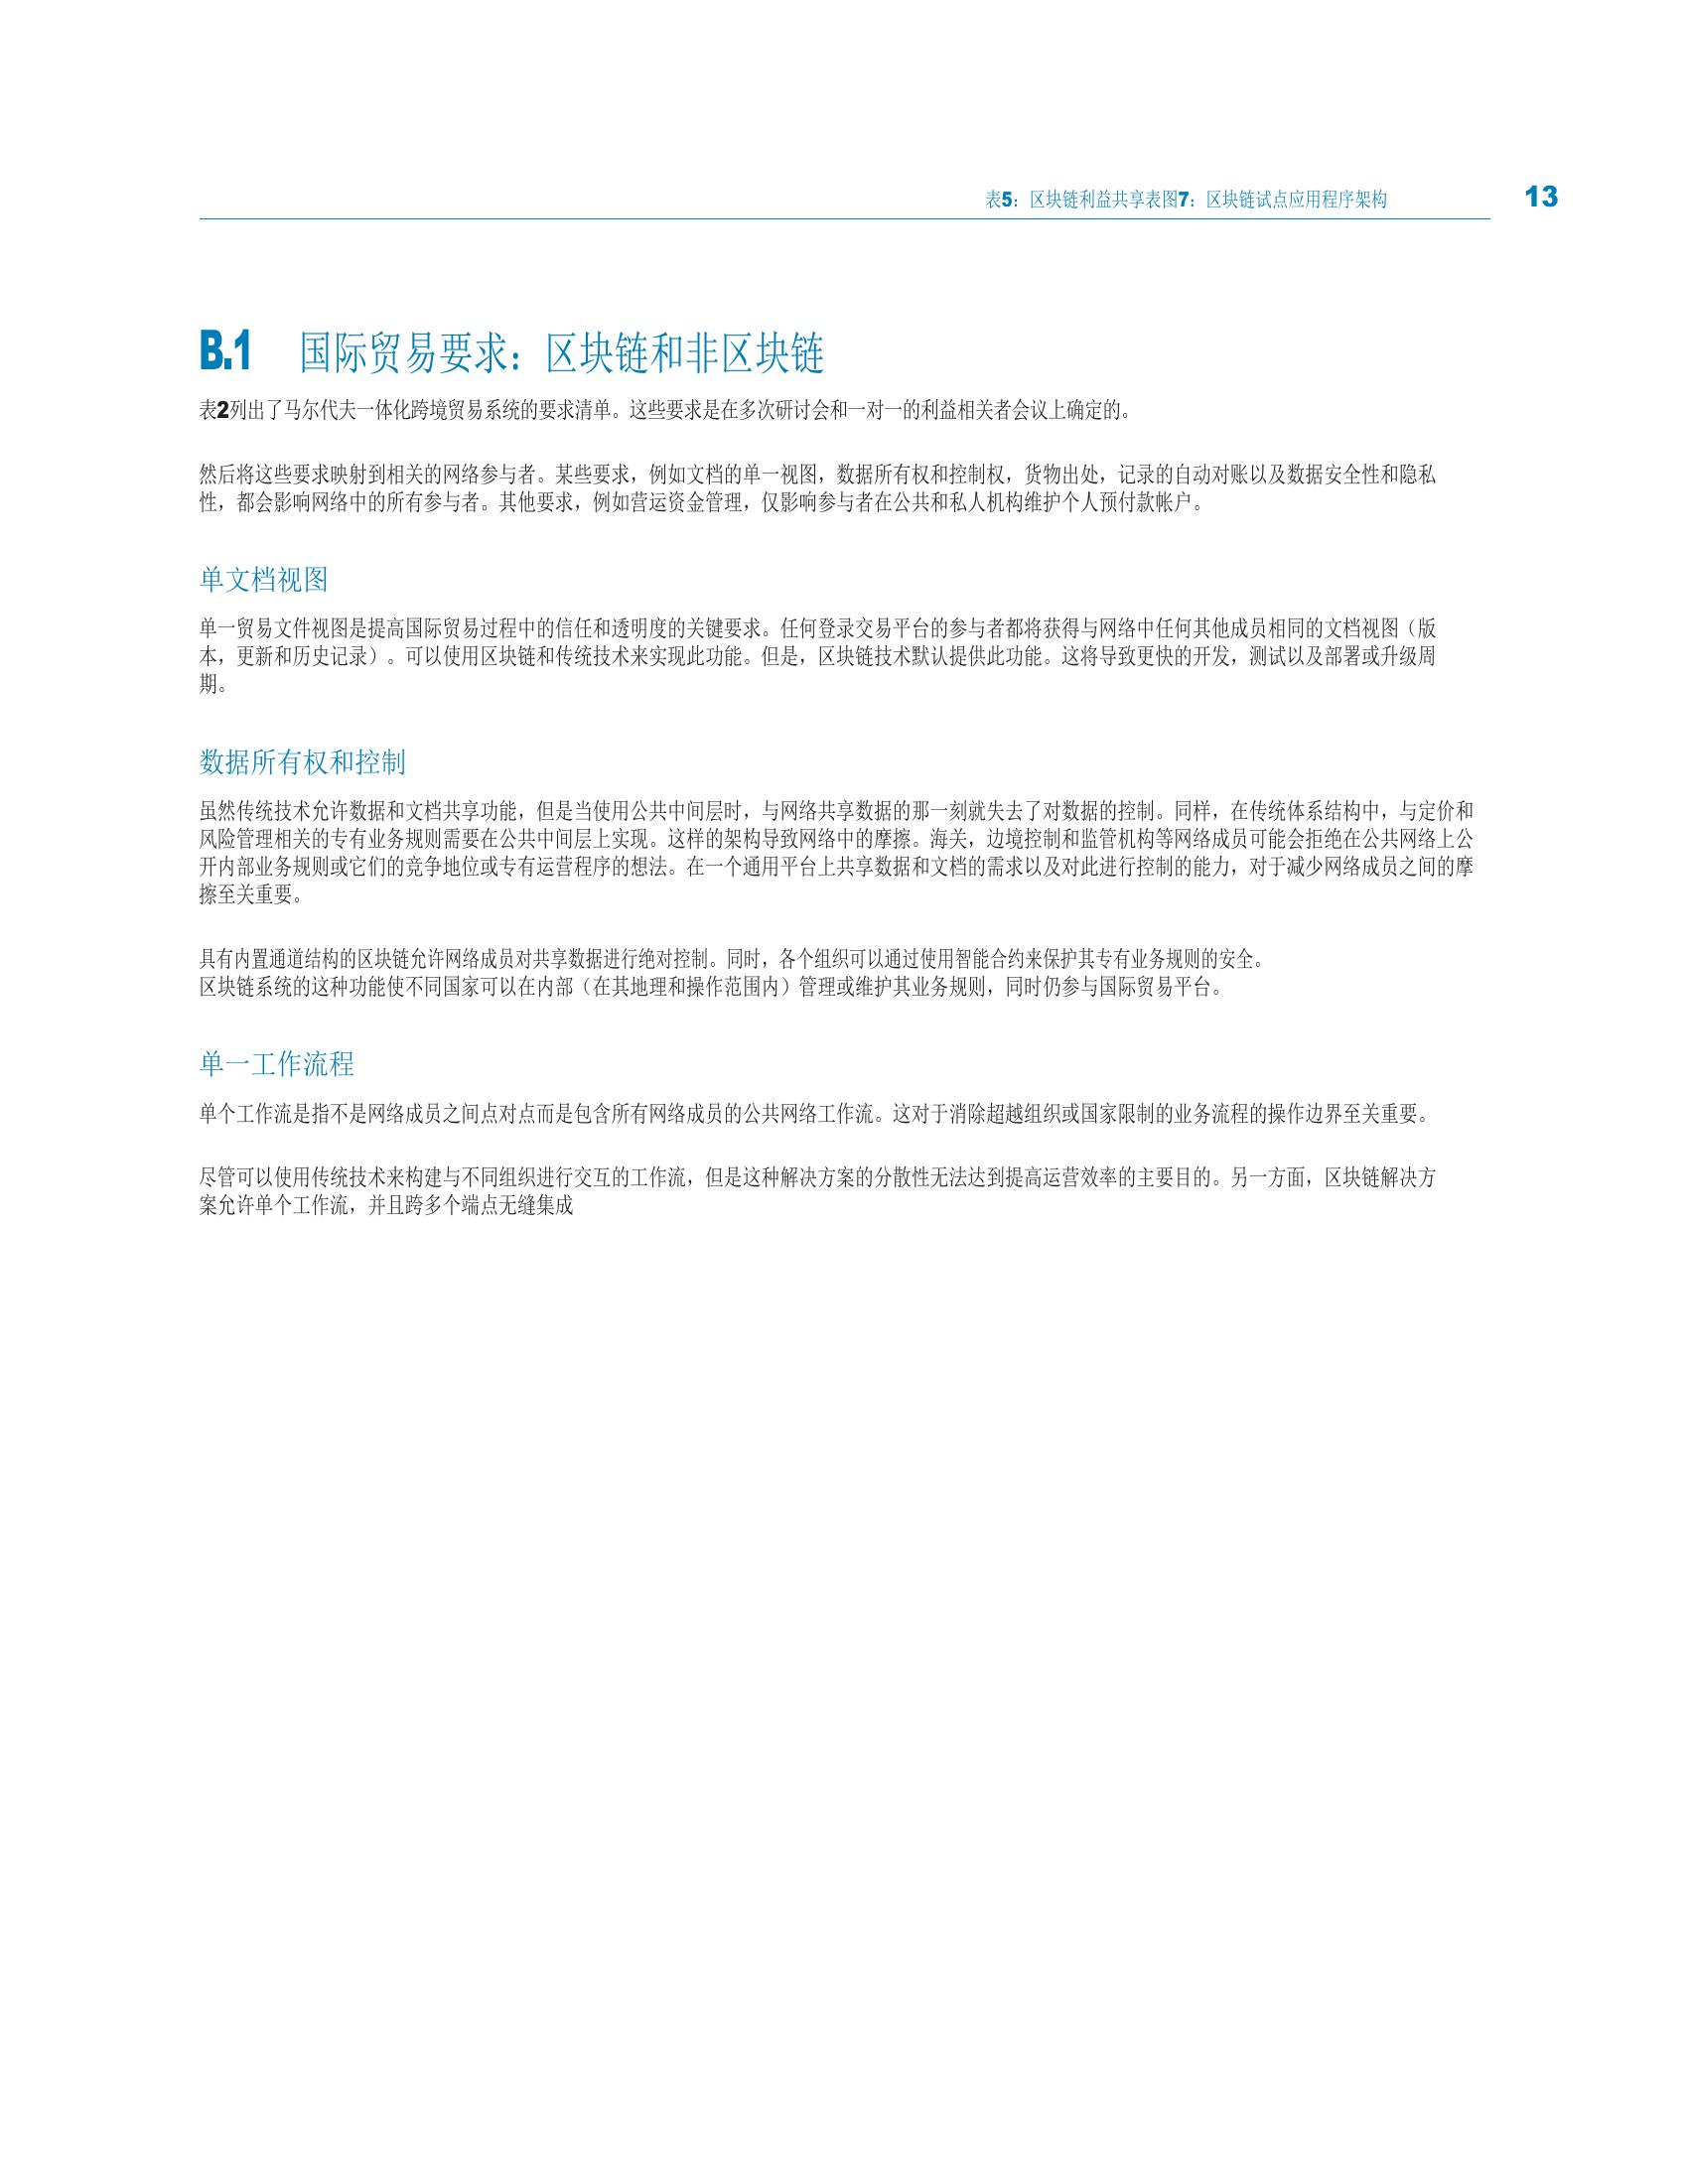 表5：区块链利益共享表图7：区块链试点应用程序架构 13
B.1 国际贸易要求：区块链和非区块链
表2列出了马尔代夫一体化跨境贸易系统的要求清单。这些要求是在多次研讨会和一对一的利益相关者会议上确定的。
然后将这些要求映射到相关的网络参与者。某些要求，例如文档的单一视图，数据所有权和控制权，货物出处，记录的自动对账以及数据安全性和隐私
性，都会影响网络中的所有参与者。其他要求，例如营运资金管理，仅影响参与者在公共和私人机构维护个人预付款帐户。
单文档视图
单一贸易文件视图是提高国际贸易过程中的信任和透明度的关键要求。任何登录交易平台的参与者都将获得与网络中任何其他成员相同的文档视图（版
本，更新和历史记录）。可以使用区块链和传统技术来实现此功能。但是，区块链技术默认提供此功能。这将导致更快的开发，测试以及部署或升级周
期。
数据所有权和控制
虽然传统技术允许数据和文档共享功能，但是当使用公共中间层时，与网络共享数据的那一刻就失去了对数据的控制。同样，在传统体系结构中，与定价和
风险管理相关的专有业务规则需要在公共中间层上实现。这样的架构导致网络中的摩擦。海关，边境控制和监管机构等网络成员可能会拒绝在公共网络上公
开内部业务规则或它们的竞争地位或专有运营程序的想法。在一个通用平台上共享数据和文档的需求以及对此进行控制的能力，对于减少网络成员之间的摩
擦至关重要。
具有内置通道结构的区块链允许网络成员对共享数据进行绝对控制。同时，各个组织可以通过使用智能合约来保护其专有业务规则的安全。
区块链系统的这种功能使不同国家可以在内部（在其地理和操作范围内）管理或维护其业务规则，同时仍参与国际贸易平台。
单一工作流程
单个工作流是指不是网络成员之间点对点而是包含所有网络成员的公共网络工作流。这对于消除超越组织或国家限制的业务流程的操作边界至关重要。
尽管可以使用传统技术来构建与不同组织进行交互的工作流，但是这种解决方案的分散性无法达到提高运营效率的主要目的。另一方面，区块链解决方
案允许单个工作流，并且跨多个端点无缝集成